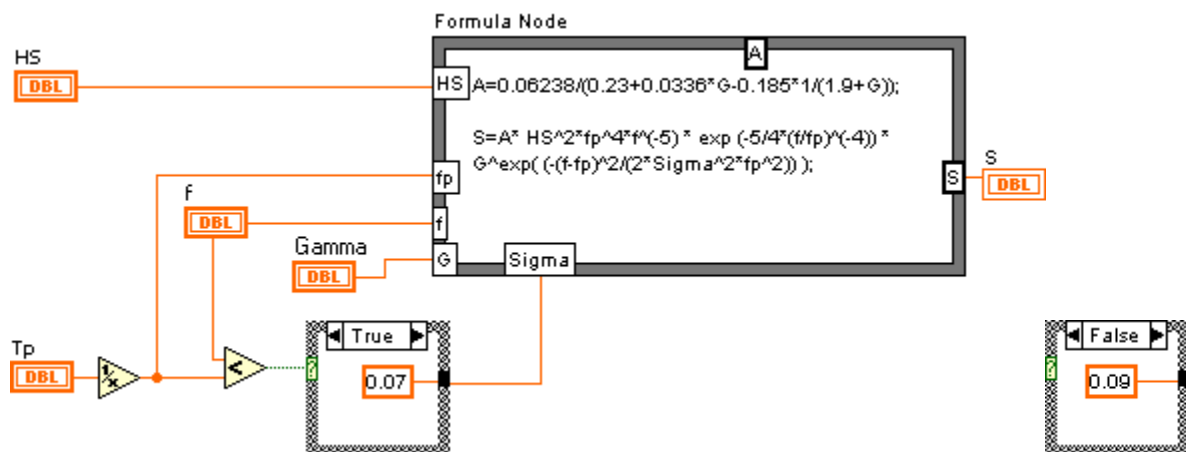 Formula Node
HS
DBL
A
HS
A=0.06238/(0.23+0.0336*G-0.185*1/(1.9+G));
S=A* HS^2*fp^4*f^(-5) * exp (-5/4*(f/fp)^(-4)) *
G^exp( (-(f-fp)^2/(2*Sigma^2*fp^2)) );
fp
S
S
DBL
f
DBL
f
Gamma
DBL
G
Sigma
Tp
DBL
1/x
<
?
True
0.07
?
False
0.09